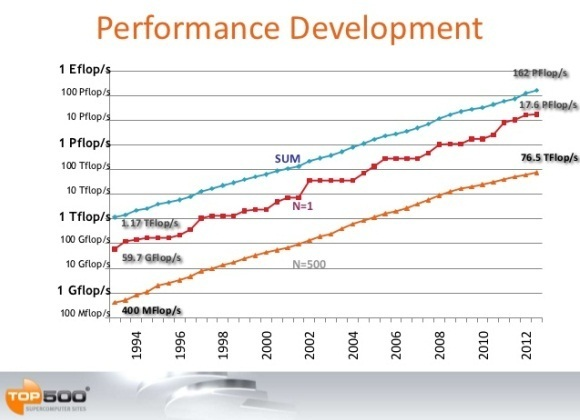 Performance Development
1 Eflop/s
162 PFlop/s
100 Pflop/s
17.6 PFlop/s
10 Pflop/s
1 Pflop/s
76.5 TFlop/s
SUM
100 Tflop/s
10 Tflop/s
N=1
1 Tflop/s
1.17 TFlop/s
100 Gflop/s
59.7 GFlop/s
10 Gflop/s
N=500
1 Gflop/s
400 MFlop/s
100 Mflop/s
1994
1996
1998
2000
2002
2004
2006
2008
2010
2012
TOP500
SUPERCOMPUTER SITES